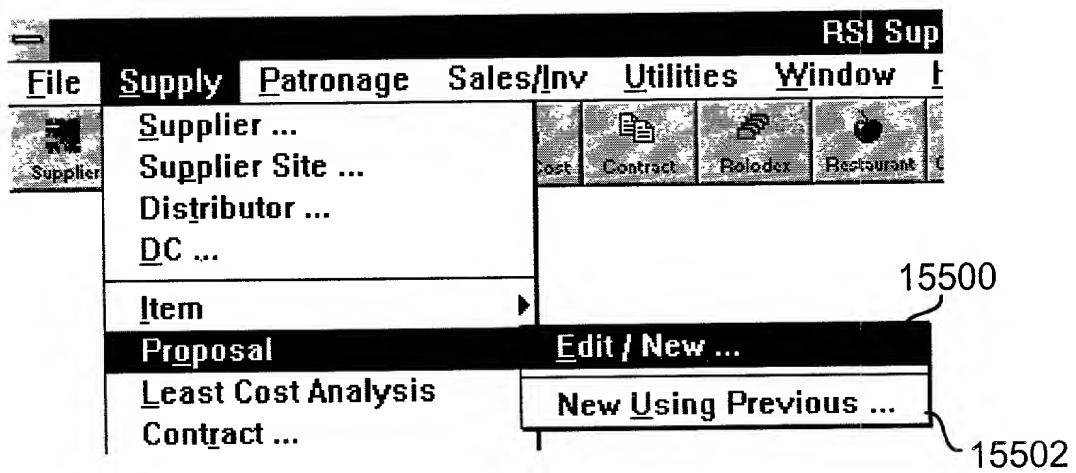 RSI Sup
File Supply Patronage Sales/Inv Utilities Window H
Supplier Cost Contract Rolodex Restaurant
Supplier ...
Supplier Site ...
Distributor ...
DC ...
15500
Item
Proposal Edit / New ...
Least Cost Analysis New Using Previous ...
Contract ...
15502